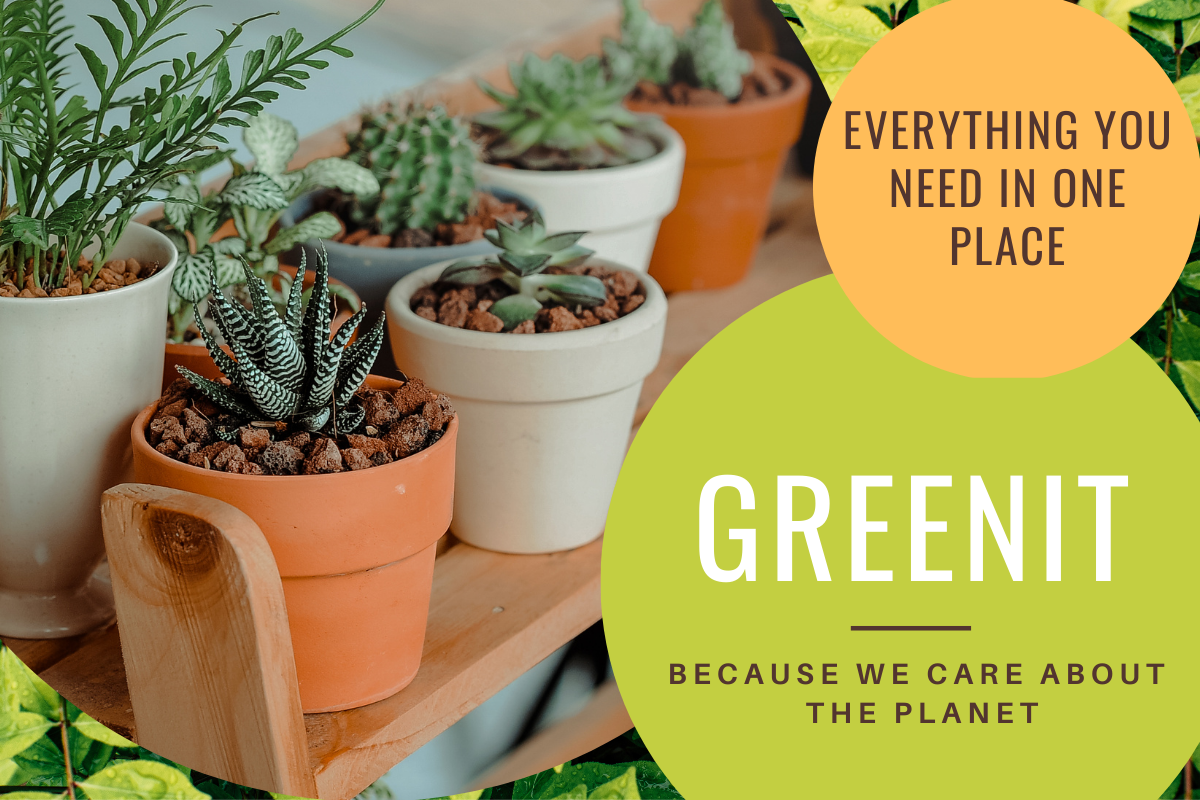 EVERYTHING YOU
NEED IN ONE
PLACE
GREENIT
BECAUSE WE CARE ABOUT
THE PLANET